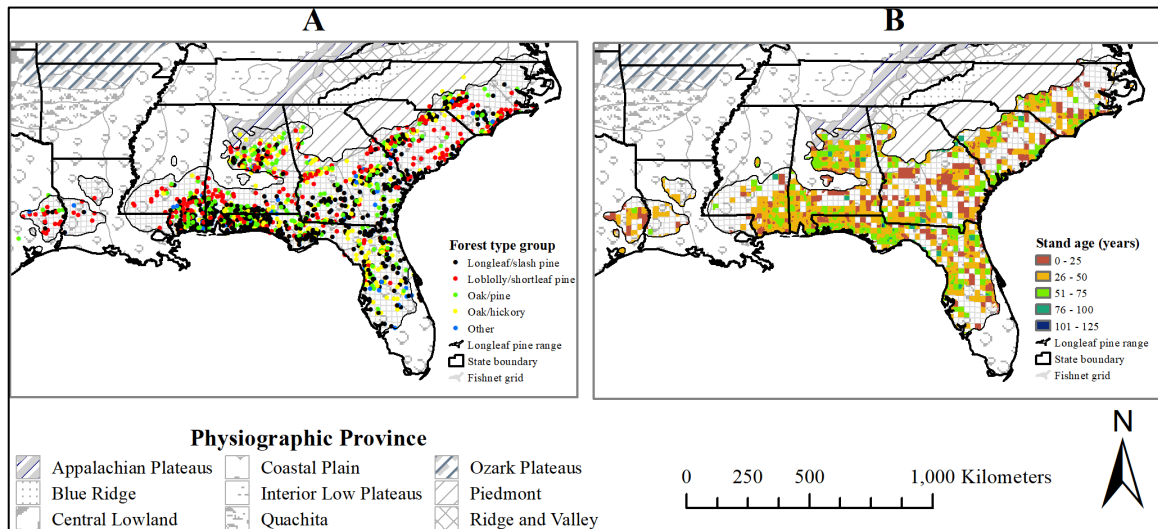 A
B
Forest type group
Longleaf/slash pine
Loblolly/shortleaf pine
Oak/pine
Oak/hickory
Other
Longleaf pine range
State boundary
Fishnet grid
Stand age (years)
0 - 25
26 - 50
51 - 75
76 - 100
101 - 125
Longleaf pine range
State boundary
Fishnet grid
Physiographic Province
Appalachian Plateaus
Coastal Plain
Ozark Plateaus
Blue Ridge
Interior Low Plateaus
Piedmont
Central Lowland
Quachita
Ridge and Valley
0 250 500 1,000 Kilometers
N